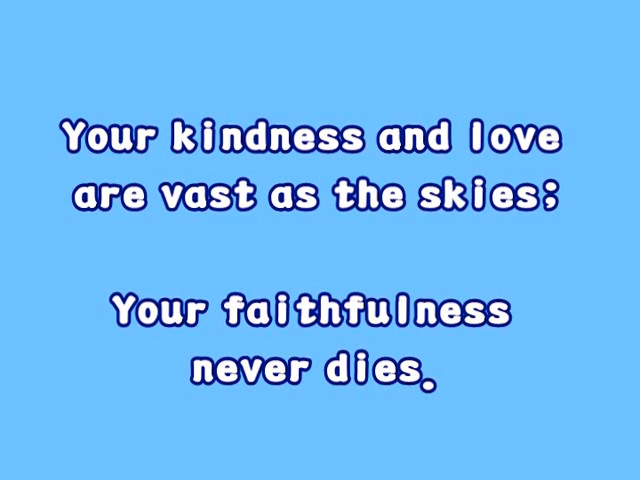 Your kindness and love
are vast as the skies;
Your faithfulness
never dies.